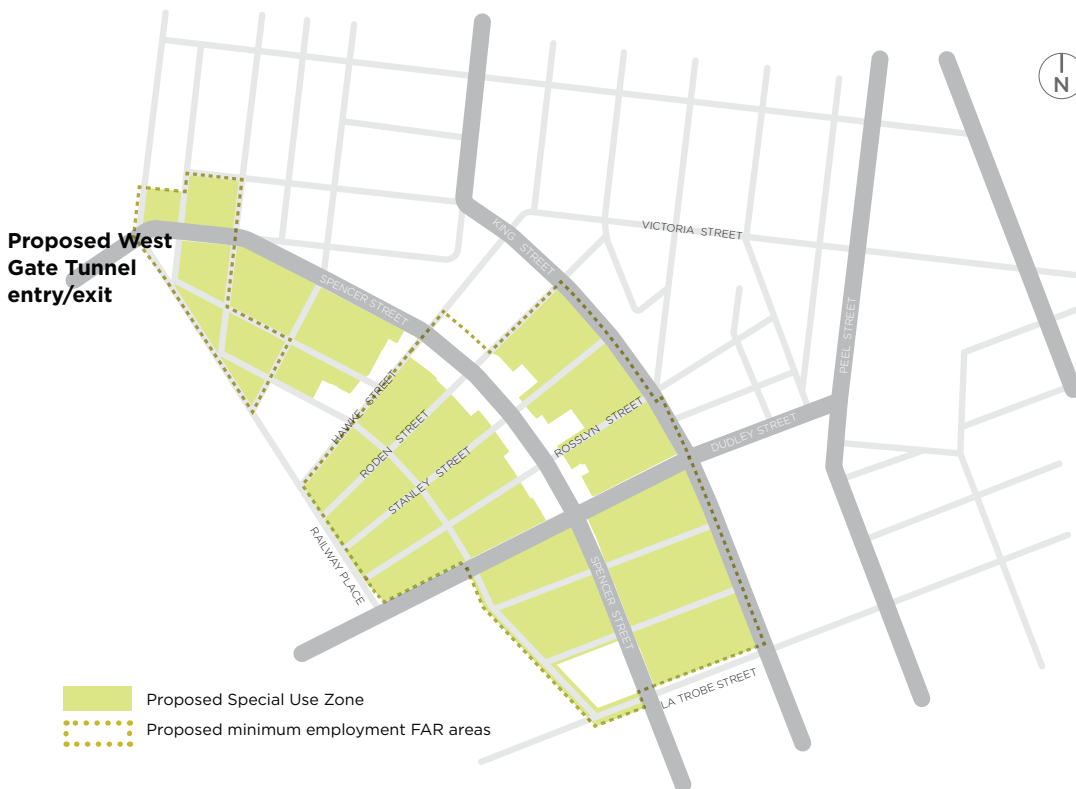 N
VICTORIA STREET
KING STREET
Proposed West
Gate Tunnel
entry/exit
SPENCER STREET
PEEL STREET
HAWKE STREET
RODEN STREET
STANLEY STREET
ROSSLYN STREET
DUDLEY STREET
RAILWAY PLACE
SPENCER STREET
LA TROBE STREET
Proposed Special Use Zone
Proposed minimum employment FAR areas